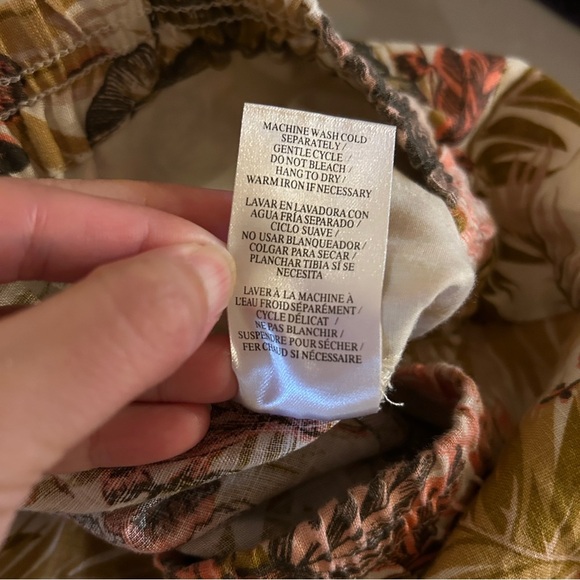 MACHINE WASH COLD
SEPARATELY /
GENTLE CYCLE /
DO NOT BLEACH /
HANG TO DRY /
WARM IRON IF NECESSARY
LAVAR EN LAVADORA CON
AGUA FRÍA SEPARADO /
CICLO SUAVE /
NO USAR BLANQUEADOR /
COLGAR PARA SECAR /
PLANCHAR TIBIA SÍ SE
NECESITA
LAVER À LA MACHINE À
L'EAU FROID SÉPARÉMENT /
CYCLE DÉLICAT /
NE PAS BLANCHIR /
SUSPENDRE POUR SÉCHER /
FER CHAUD SI NÉCESSAIRE